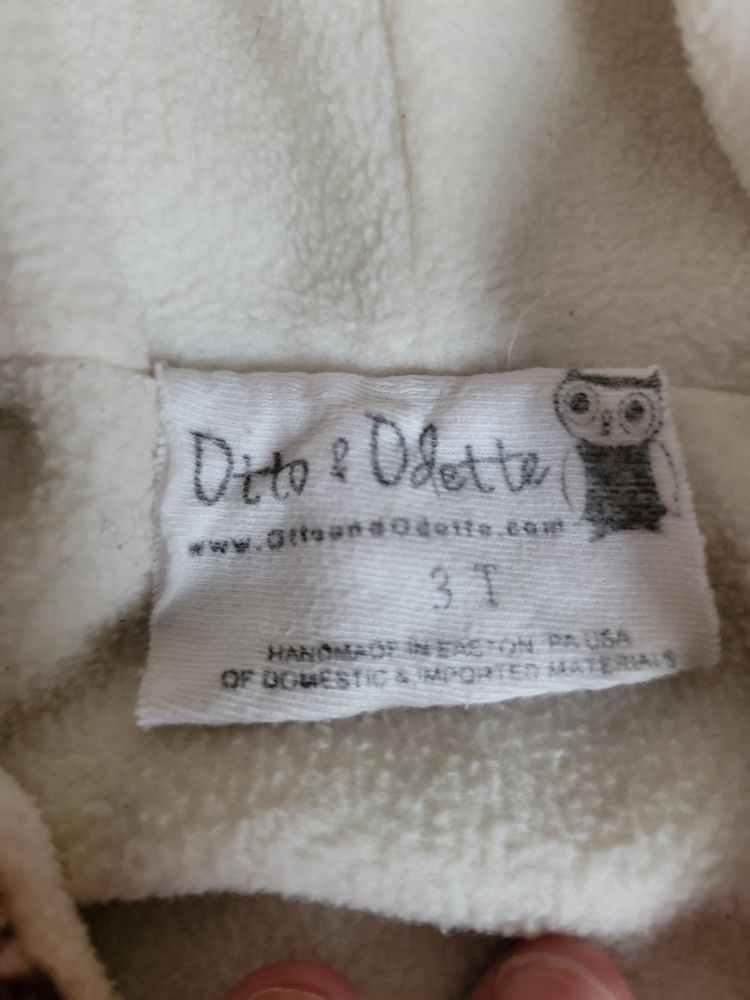 Otto & Odette
www.OttoandOdette.com
3T
HANDMADE IN EASTON, PA USA
OF DOMESTIC & IMPORTED MATERIALS